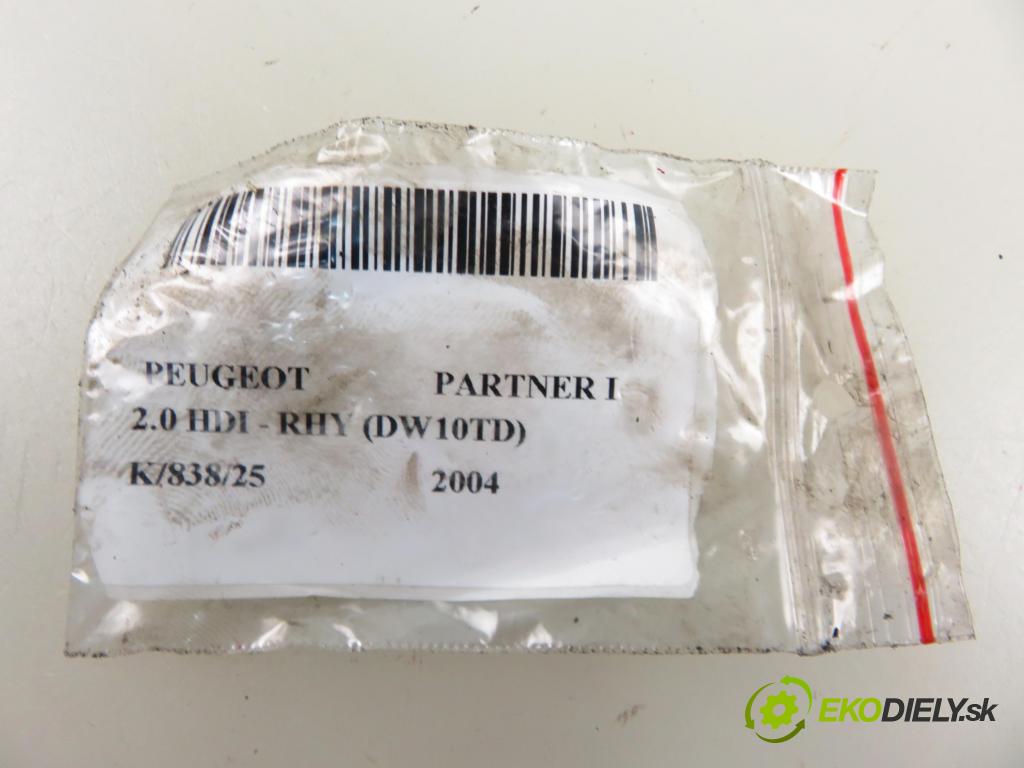 PEUGEOT PARTNER I
2.0 HDI - RHY (DW10TD)
K/838/25 2004
EKODIELY.sk